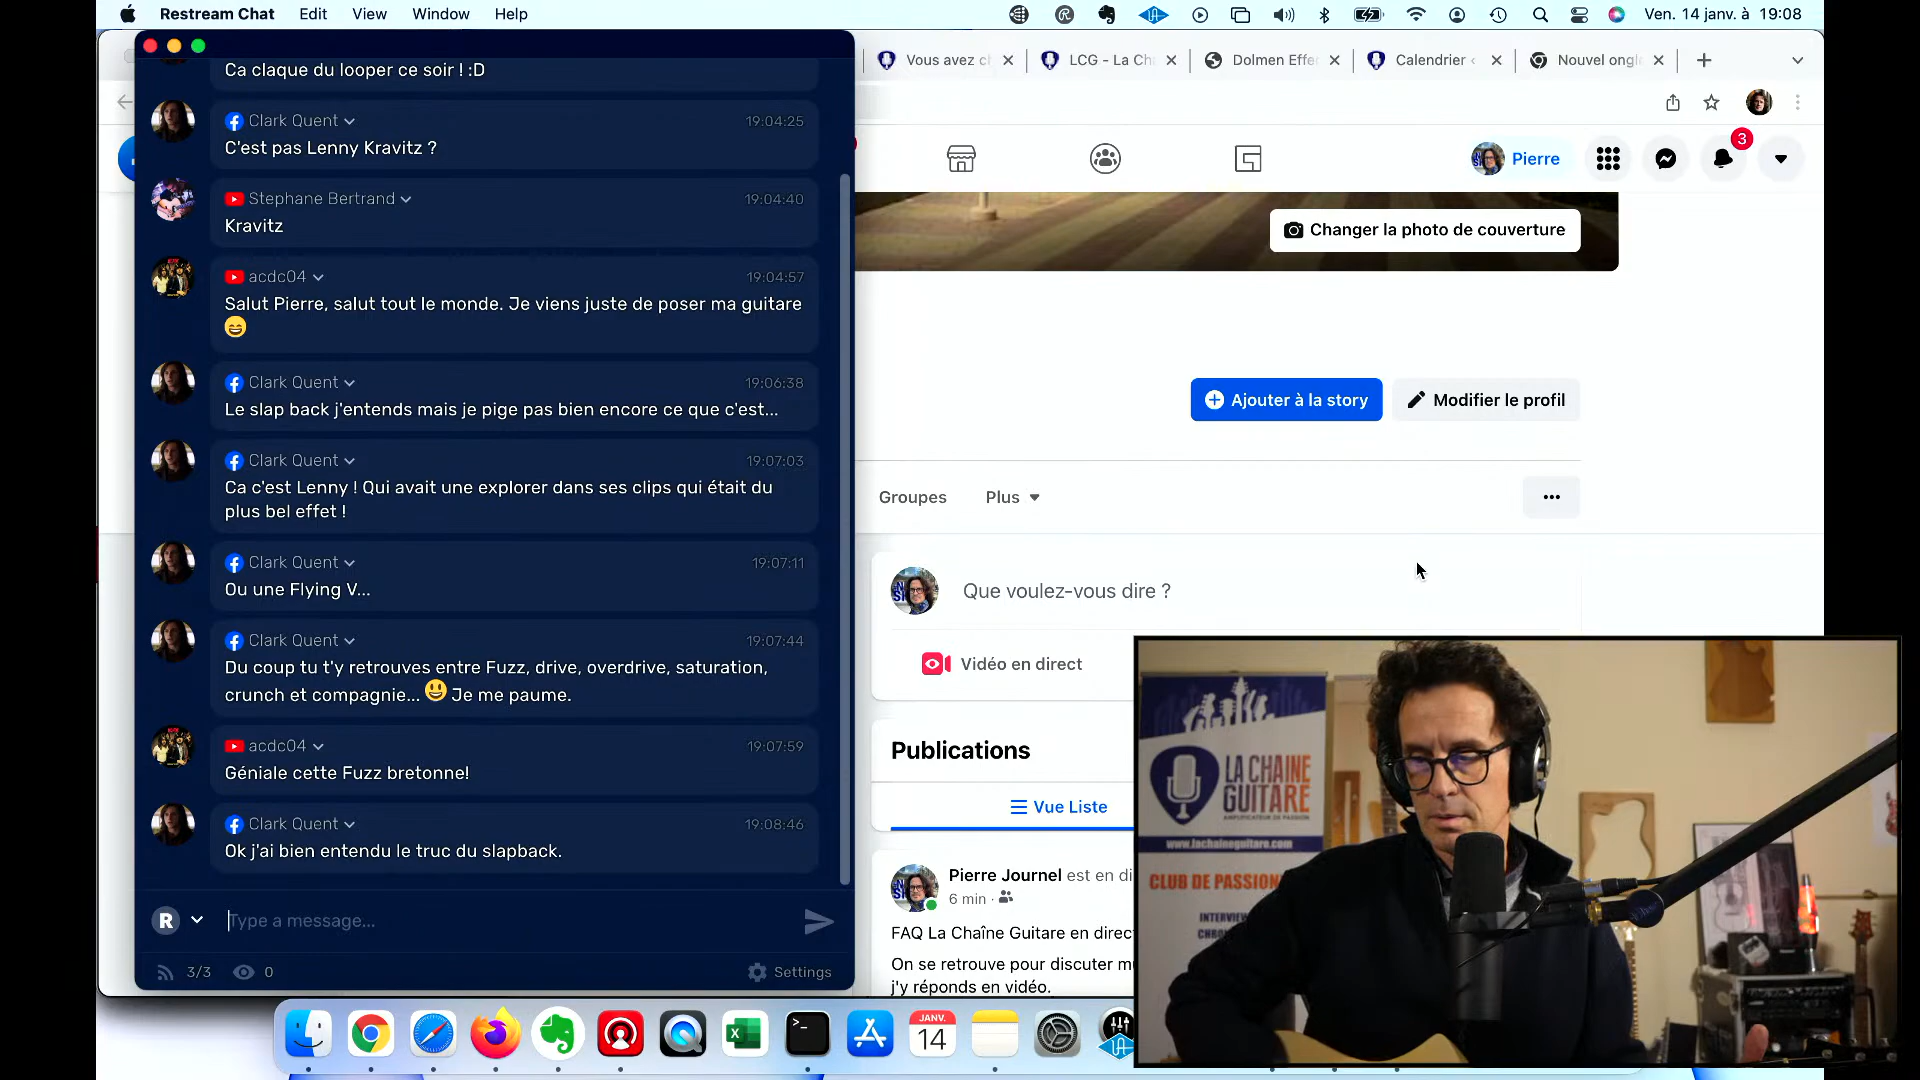 Restream Chat Edit View Window Help
Ven. 14 janv. à 19:08
Ca claque du looper ce soir ! :D
Clark Quent 19:04:25
C'est pas Lenny Kravitz ?
Stephane Bertrand 19:04:40
Kravitz
acdc04 19:04:57
Salut Pierre, salut tout le monde. Je viens juste de poser ma guitare
😄
Clark Quent 19:06:38
Le slap back j'entends mais je pige pas bien encore ce que c'est...
Clark Quent 19:07:03
Ca c'est Lenny ! Qui avait une explorer dans ses clips qui était du
plus bel effet !
Clark Quent 19:07:11
Ou une Flying V...
Clark Quent 19:07:44
Du coup tu t'y retrouves entre Fuzz, drive, overdrive, saturation,
crunch et compagnie... 😃 Je me paume.
acdc04 19:07:59
Géniale cette Fuzz bretonne!
Clark Quent 19:08:46
Ok j'ai bien entendu le truc du slapback.
R Type a message...
3/3 0 Settings
Vous avez LCG - La Dolmen Effe Calendrier Nouvel ongl
Pierre 3
Changer la photo de couverture
Ajouter à la story Modifier le profil
Groupes Plus
Que voulez-vous dire ?
Vidéo en direct
Publications
Vue Liste
Pierre Journel est en di
6 min ·
FAQ La Chaîne Guitare en direct
On se retrouve pour discuter
j'y réponds en vidéo.
JANV.
14
LA CHAINE
GUITARE
AMPLIFICATEUR DE PASSION
www.lachaineguitare.com
CLUB DE PASSION
INTERVIEW